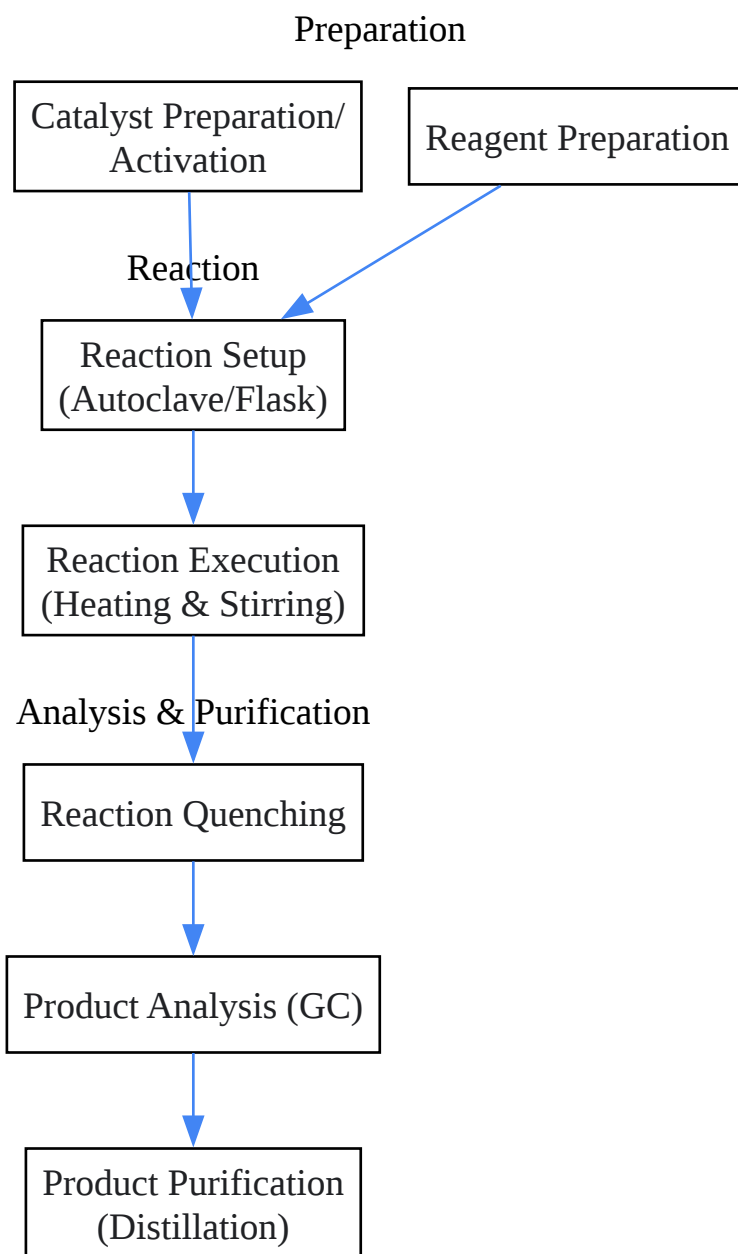 Preparation
Catalyst Preparation/
Activation
Reagent Preparation
Reaction
Reaction Setup
(Autoclave/Flask)
Reaction Execution
(Heating & Stirring)
Analysis & Purification
Reaction Quenching
Product Analysis (GC)
Product Purification
(Distillation)